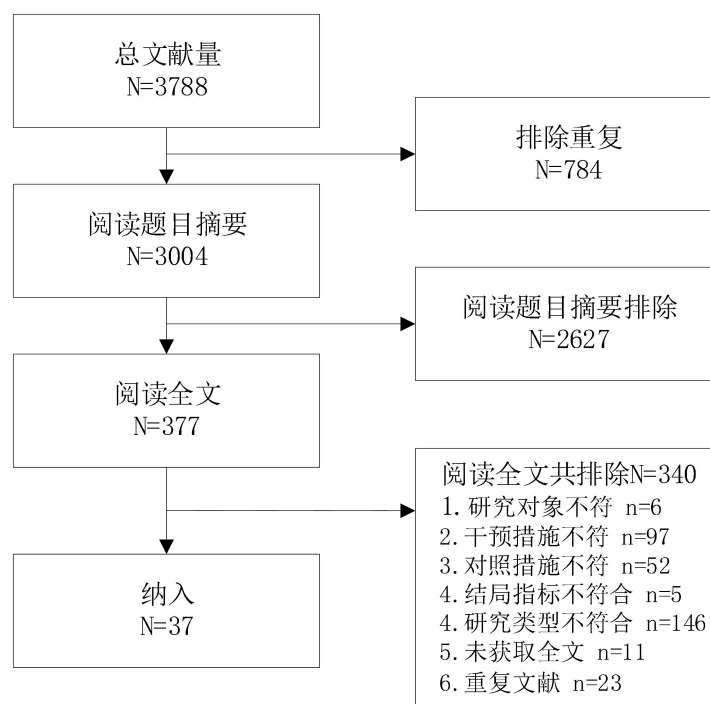 总文献量
N=3788
排除重复
N=784
阅读题目摘要
N=3004
阅读题目摘要排除
N=2627
阅读全文
N=377
阅读全文共排除N=340
1.研究对象不符 n=6
2.干预措施不符 n=97
3.对照措施不符 n=52
4.结局指标不符合 n=5
4.研究类型不符合 n=146
5.未获取全文 n=11
6.重复文献 n=23
纳入
N=37